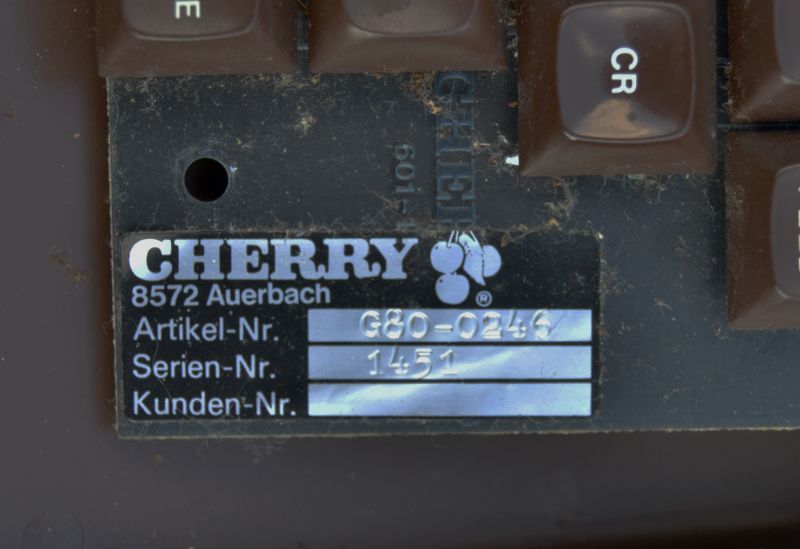 E
CR
CHERRY
8572 Auerbach
Artikel-Nr. G80-0246
Serien-Nr. 1451
Kunden-Nr.
®